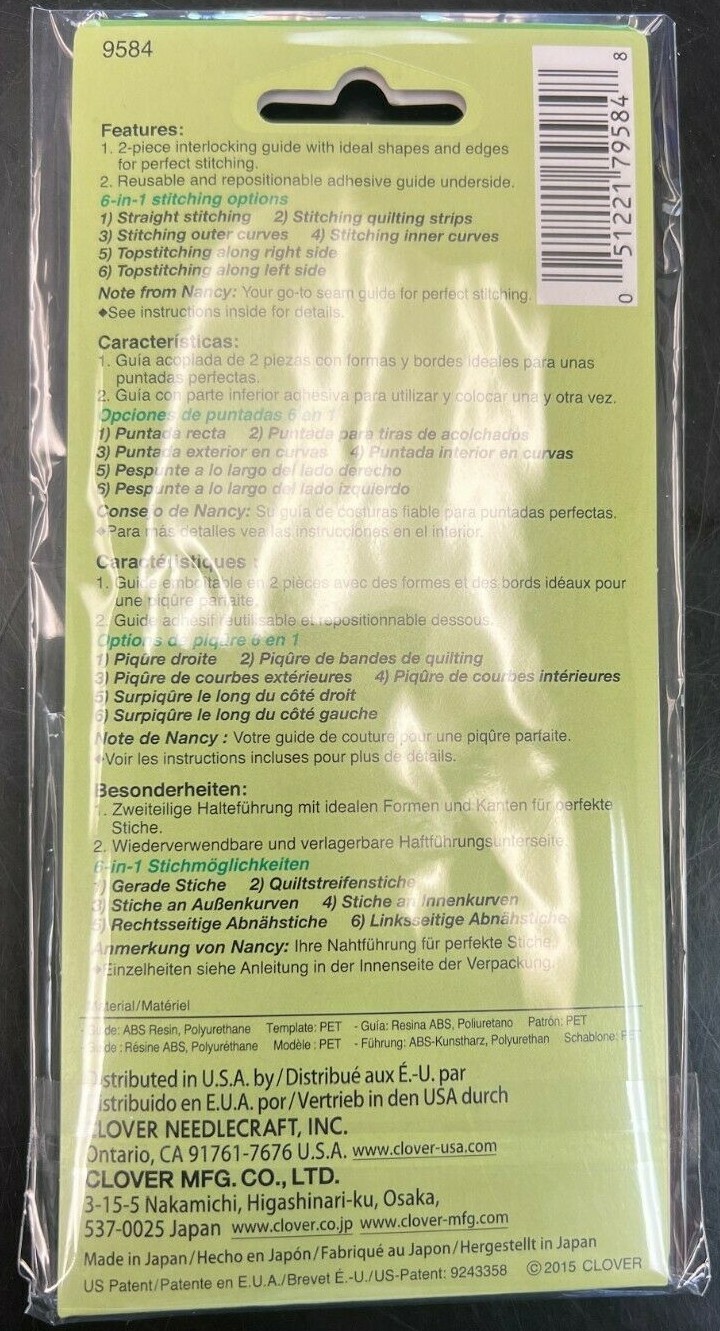 9584
8
51221 79584
0
Features:
1. 2-piece interlocking guide with ideal shapes and edges
for perfect stitching.
2. Reusable and repositionable adhesive guide underside.
6-in-1 stitching options
1) Straight stitching 2) Stitching quilting strips
3) Stitching outer curves 4) Stitching inner curves
5) Topstitching along right side
6) Topstitching along left side
Note from Nancy: Your go-to seam guide for perfect stitching.
◆See instructions inside for details.
Características:
1. Guía acoplada de 2 piezas con formas y bordes ideales para unas
puntadas perfectas.
2. Guía con parte inferior adhesiva para utilizar y colocar una y otra vez.
Opciones de puntadas 6 en 1
1) Puntada recta 2) Puntada para tiras de acolchados
3) Puntada exterior en curvas 4) Puntada interior en curvas
5) Pespunte a lo largo del lado derecho
6) Pespunte a lo largo del lado izquierdo
Consejo de Nancy: Su guía de costuras fiable para puntadas perfectas.
◆Para más detalles vea las instrucciones en el interior.
Caractéristiques :
1. Guide emboîtable en 2 pièces avec des formes et des bords idéaux pour
une piqûre parfaite.
2. Guide adhésif réutilisable et repositionnable dessous.
Options de piqûre 6 en 1
1) Piqûre droite 2) Piqûre de bandes de quilting
3) Piqûre de courbes extérieures 4) Piqûre de courbes intérieures
5) Surpiqûre le long du côté droit
6) Surpiqûre le long du côté gauche
Note de Nancy : Votre guide de couture pour une piqûre parfaite.
◆Voir les instructions incluses pour plus de détails.
Besonderheiten:
1. Zweiteilige Halteführung mit idealen Formen und Kanten für perfekte
Stiche.
2. Wiederverwendbare und verlagerbare Haftführungsunterseite.
6-in-1 Stichmöglichkeiten
1) Gerade Stiche 2) Quiltstreifenstiche
3) Stiche an Außenkurven 4) Stiche an Innenkurven
5) Rechtsseitige Abnähstiche 6) Linksseitige Abnähstiche
Anmerkung von Nancy: Ihre Nahtführung für perfekte Stiche.
◆Einzelheiten siehe Anleitung in der Innenseite der Verpackung.
Material/Matériel
- Guide: ABS Resin, Polyurethane Template: PET - Guía: Resina ABS, Poliuretano Patrón: PET
- Guide : Résine ABS, Polyuréthane Modèle : PET - Führung: ABS-Kunstharz, Polyurethan Schablone: PET
Distributed in U.S.A. by/Distribué aux É.-U. par
Distribuido en E.U.A. por/Vertrieb in den USA durch
CLOVER NEEDLECRAFT, INC.
Ontario, CA 91761-7676 U.S.A. www.clover-usa.com
CLOVER MFG. CO., LTD.
3-15-5 Nakamichi, Higashinari-ku, Osaka,
537-0025 Japan www.clover.co.jp www.clover-mfg.com
Made in Japan/Hecho en Japón/Fabriqué au Japon/Hergestellt in Japan
US Patent/Patente en E.U.A./Brevet É.-U./US-Patent: 9243358 ©2015 CLOVER